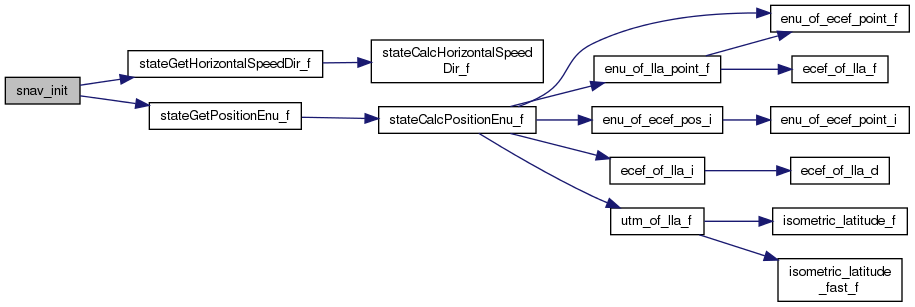 snav_init
stateGetHorizontalSpeedDir_f
stateCalcHorizontalSpeed
Dir_f
stateGetPositionEnu_f
stateCalcPositionEnu_f
enu_of_ecef_point_f
enu_of_lla_point_f
ecef_of_lla_f
enu_of_ecef_pos_i
enu_of_ecef_point_i
ecef_of_lla_i
ecef_of_lla_d
utm_of_lla_f
isometric_latitude_f
isometric_latitude
_fast_f